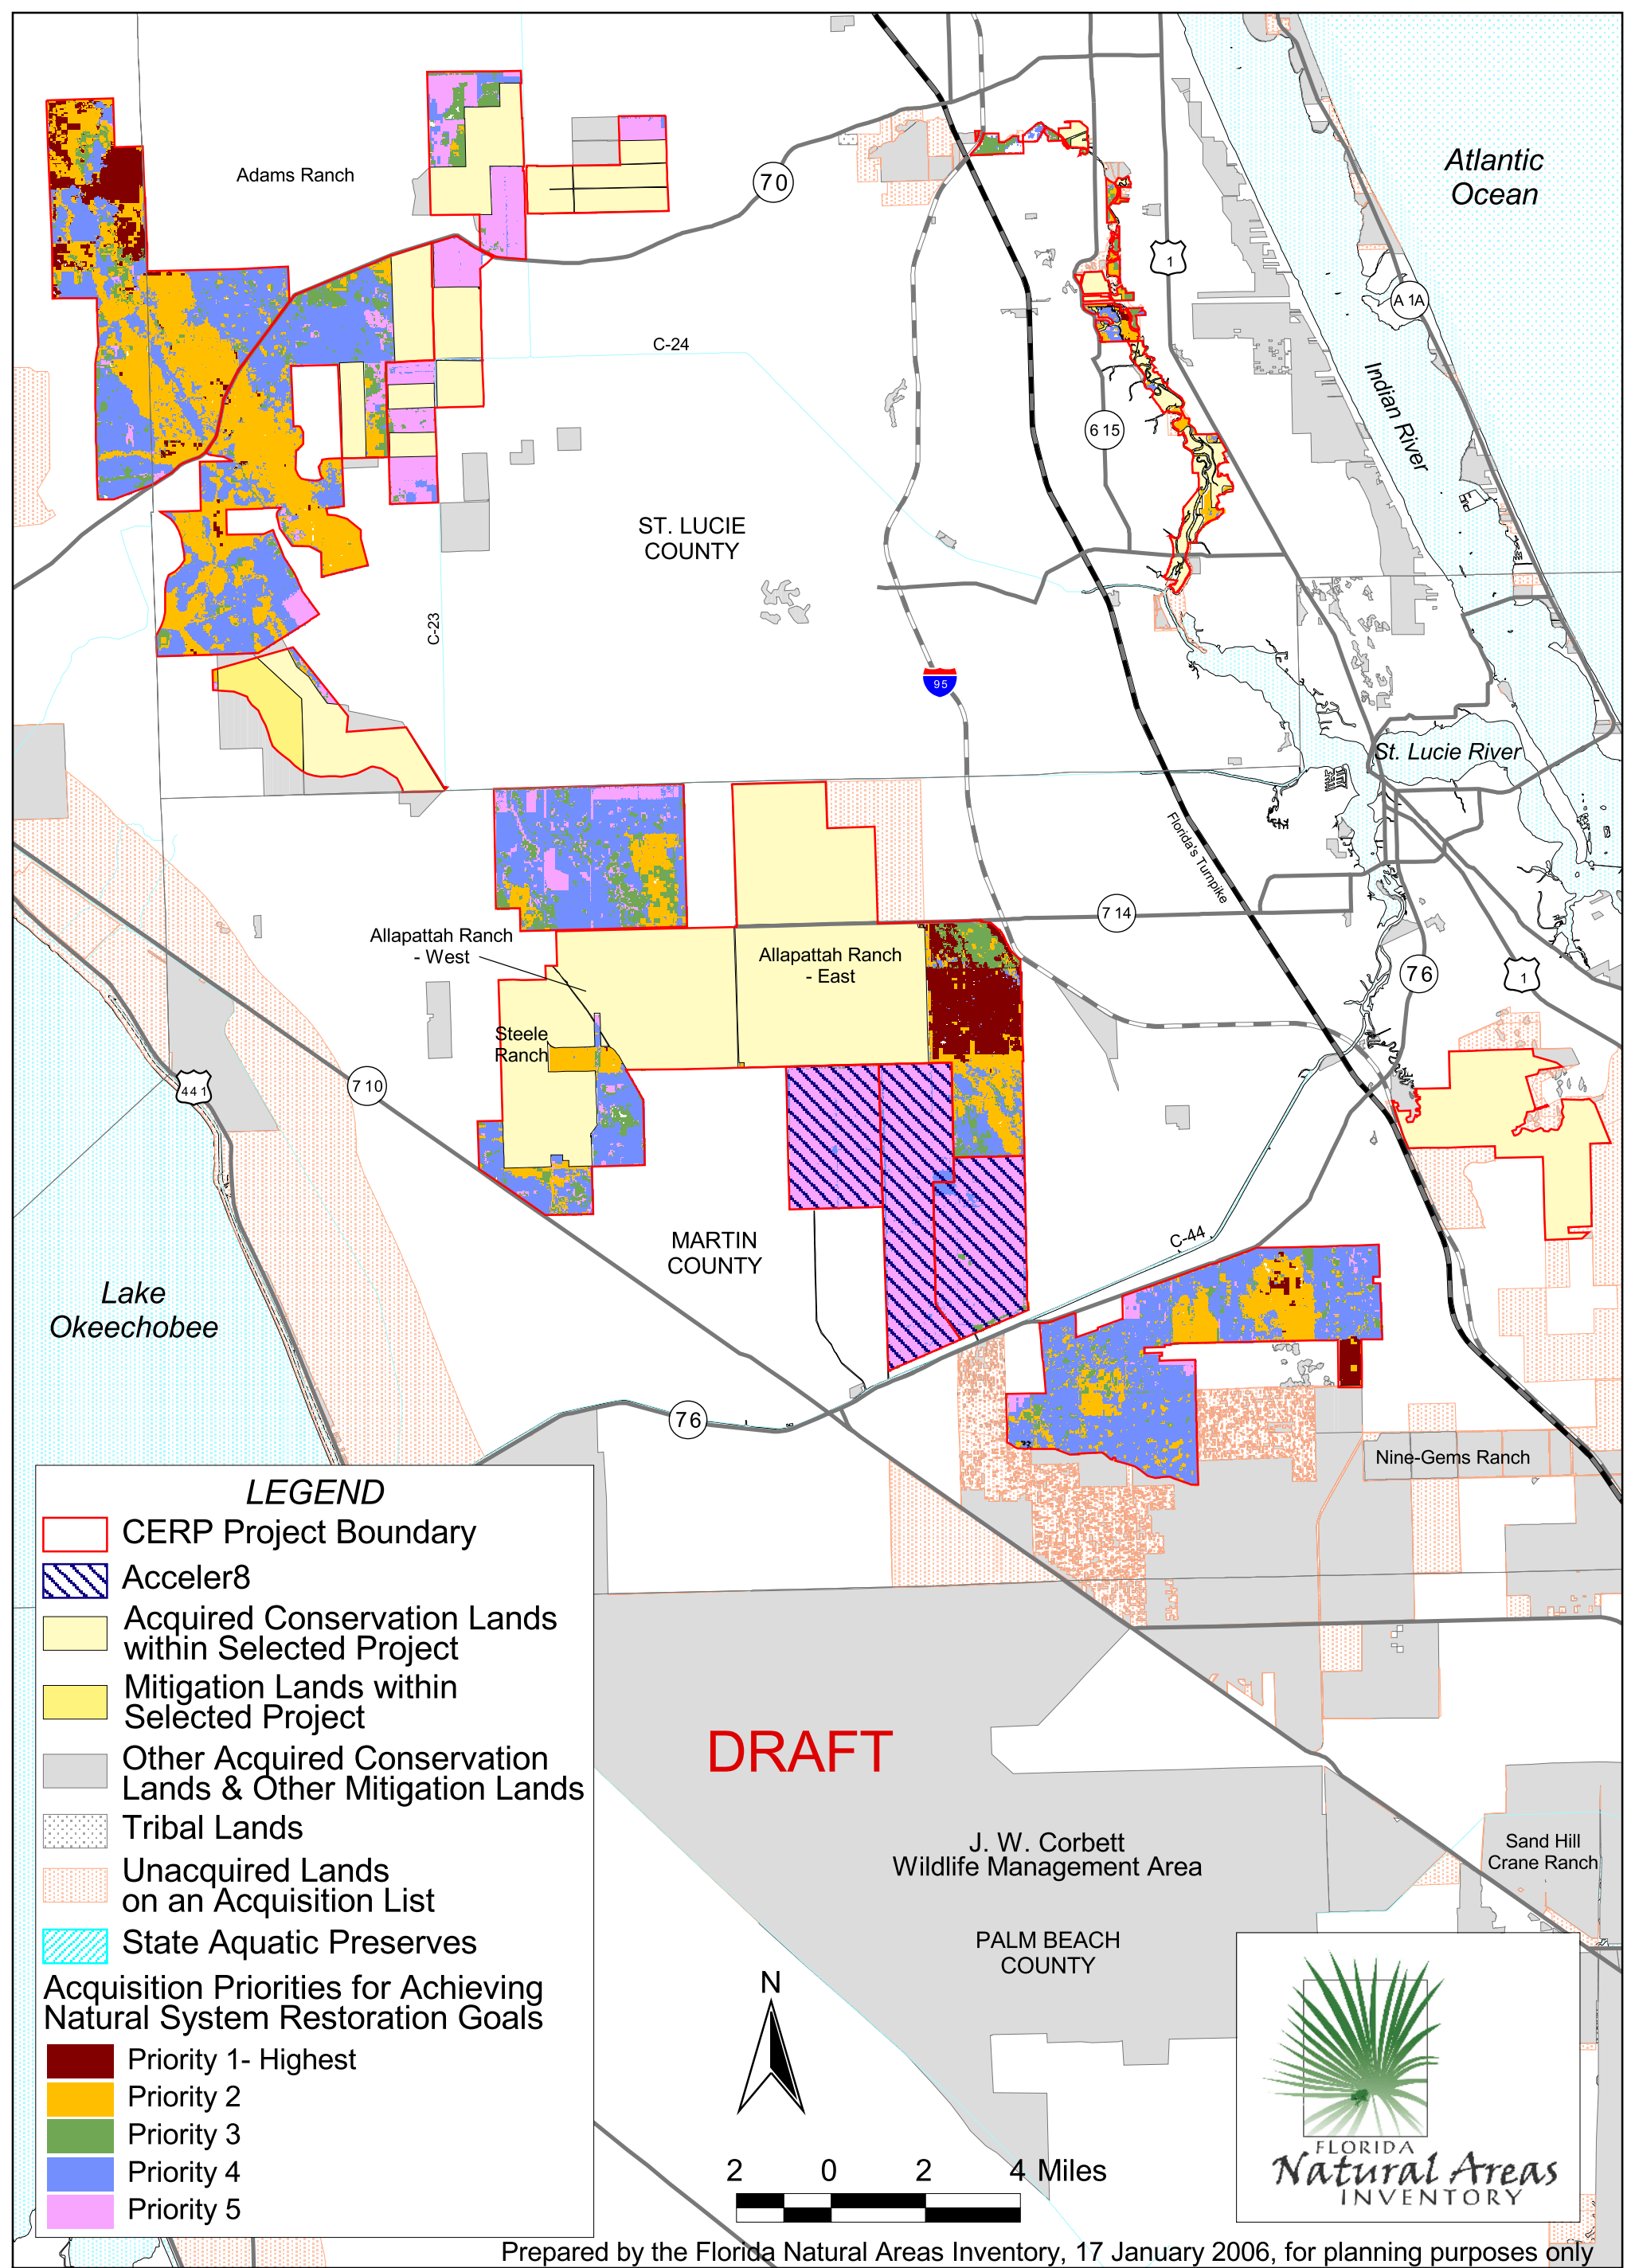 Atlantic
Ocean
Adams Ranch
70
1
A 1A
C-24
Indian River
6 15
ST. LUCIE
COUNTY
C-23
95
St. Lucie River
Florida's Turnpike
7 14
Allapattah Ranch
- West
Allapattah Ranch
- East
76
1
Steele
Ranch
441
7 10
MARTIN
COUNTY
C-44
Lake
Okeechobee
76
Nine-Gems Ranch
LEGEND
CERP Project Boundary
Acceler8
Acquired Conservation Lands
within Selected Project
Mitigation Lands within
Selected Project
Other Acquired Conservation
Lands & Other Mitigation Lands
Tribal Lands
Unacquired Lands
on an Acquisition List
State Aquatic Preserves
Acquisition Priorities for Achieving
Natural System Restoration Goals
Priority 1- Highest
Priority 2
Priority 3
Priority 4
Priority 5
DRAFT
J. W. Corbett
Wildlife Management Area
Sand Hill
Crane Ranch
PALM BEACH
COUNTY
N
2 0 2 4 Miles
FLORIDA
Natural Areas
INVENTORY
Prepared by the Florida Natural Areas Inventory, 17 January 2006, for planning purposes